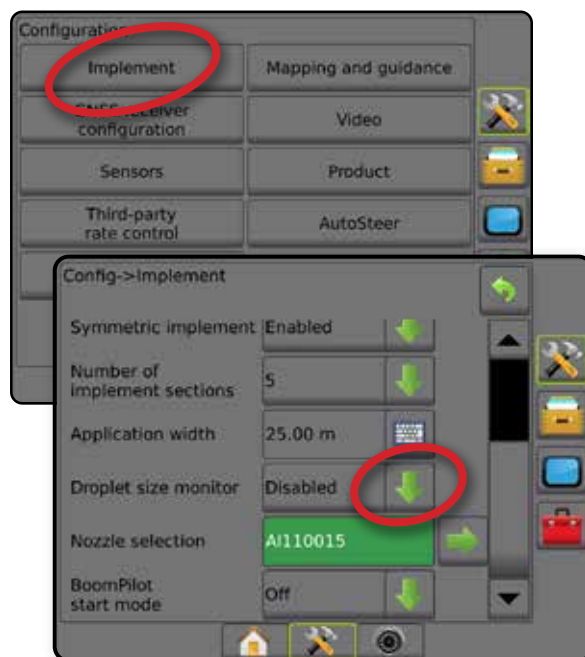 Configuration
Implement
Mapping and guidance
GNSS receiver
configuration
Video
Sensors
Product
Third-party
rate control
AutoSteer
Config->Implement
Symmetric implement
Enabled
Number of
implement sections
5
Application width
25.00 m
Droplet size monitor
Disabled
Nozzle selection
AI110015
BoomPilot
start mode
Off